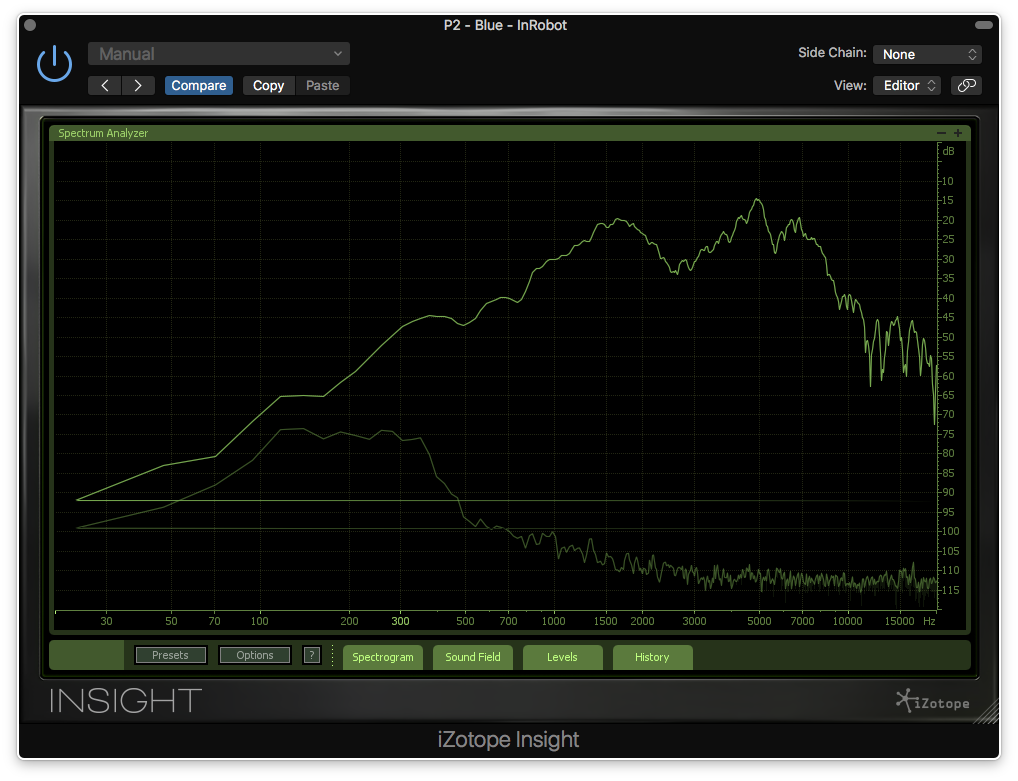 P2 - Blue - InRobot
Manual
Side Chain: None
Compare Copy Paste
View: Editor
Spectrum Analyzer
dB
-10
-15
-20
-25
-30
-35
-40
-45
-50
-55
-60
-65
-70
-75
-80
-85
-90
-95
-100
-105
-110
-115
30 50 70 100 200 300 500 700 1000 1500 2000 3000 5000 7000 10000 15000 Hz
Presets Options ? Spectrogram Sound Field Levels History
INSIGHT
iZotope
iZotope Insight